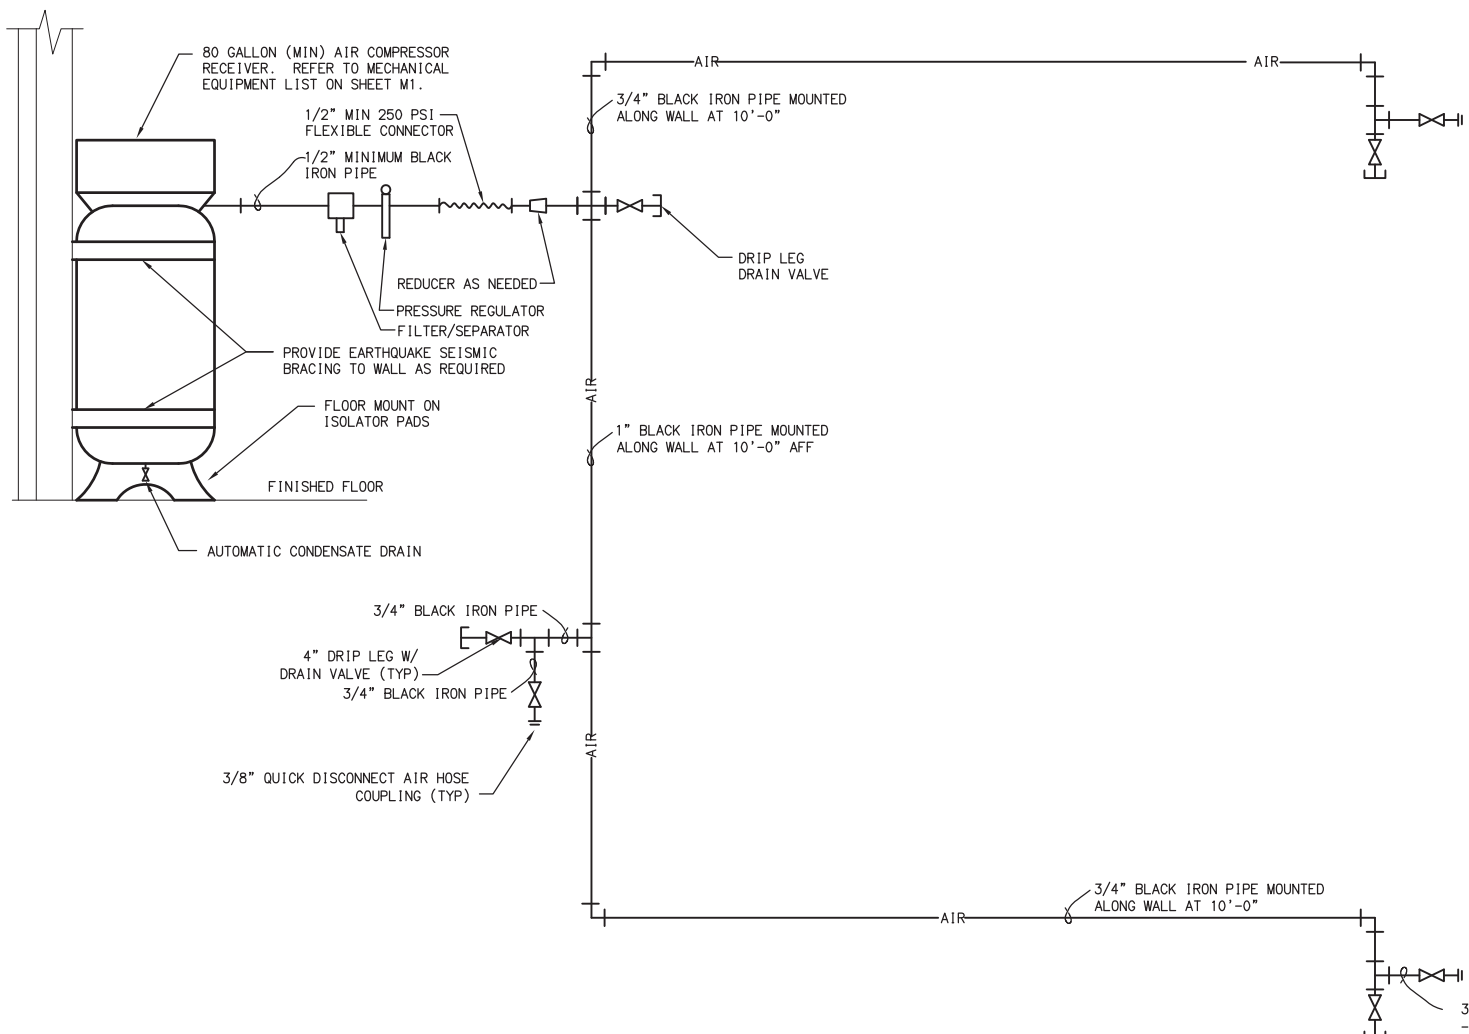 80 GALLON (MIN) AIR COMPRESSOR
RECEIVER. REFER TO MECHANICAL
EQUIPMENT LIST ON SHEET M1.
AIR
AIR
3/4" BLACK IRON PIPE MOUNTED
ALONG WALL AT 10'-0"
1/2" MIN 250 PSI
FLEXIBLE CONNECTOR
1/2" MINIMUM BLACK
IRON PIPE
DRIP LEG
DRAIN VALVE
REDUCER AS NEEDED
PRESSURE REGULATOR
FILTER/SEPARATOR
PROVIDE EARTHQUAKE SEISMIC
BRACING TO WALL AS REQUIRED
AIR
FLOOR MOUNT ON
ISOLATOR PADS
1" BLACK IRON PIPE MOUNTED
ALONG WALL AT 10'-0" AFF
FINISHED FLOOR
AUTOMATIC CONDENSATE DRAIN
3/4" BLACK IRON PIPE
4" DRIP LEG W/
DRAIN VALVE (TYP)
3/4" BLACK IRON PIPE
AIR
3/8" QUICK DISCONNECT AIR HOSE
COUPLING (TYP)
3/4" BLACK IRON PIPE MOUNTED
ALONG WALL AT 10'-0"
AIR
3